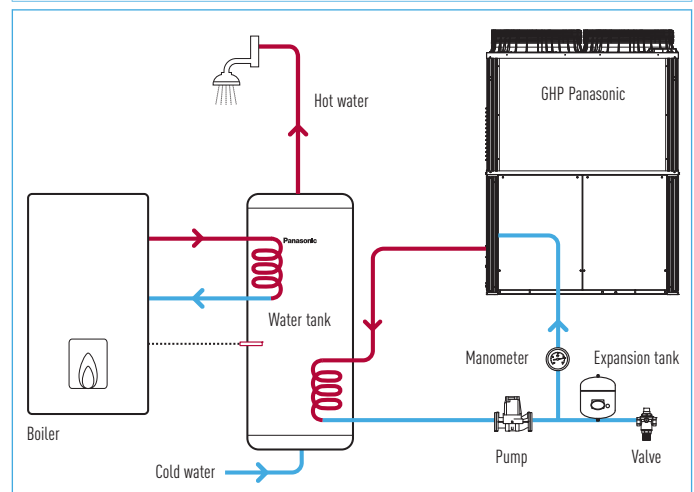 Hot water
GHP Panasonic
Panasonic
Water tank
Manometer
Expansion tank
Boiler
Pump
Valve
Cold water